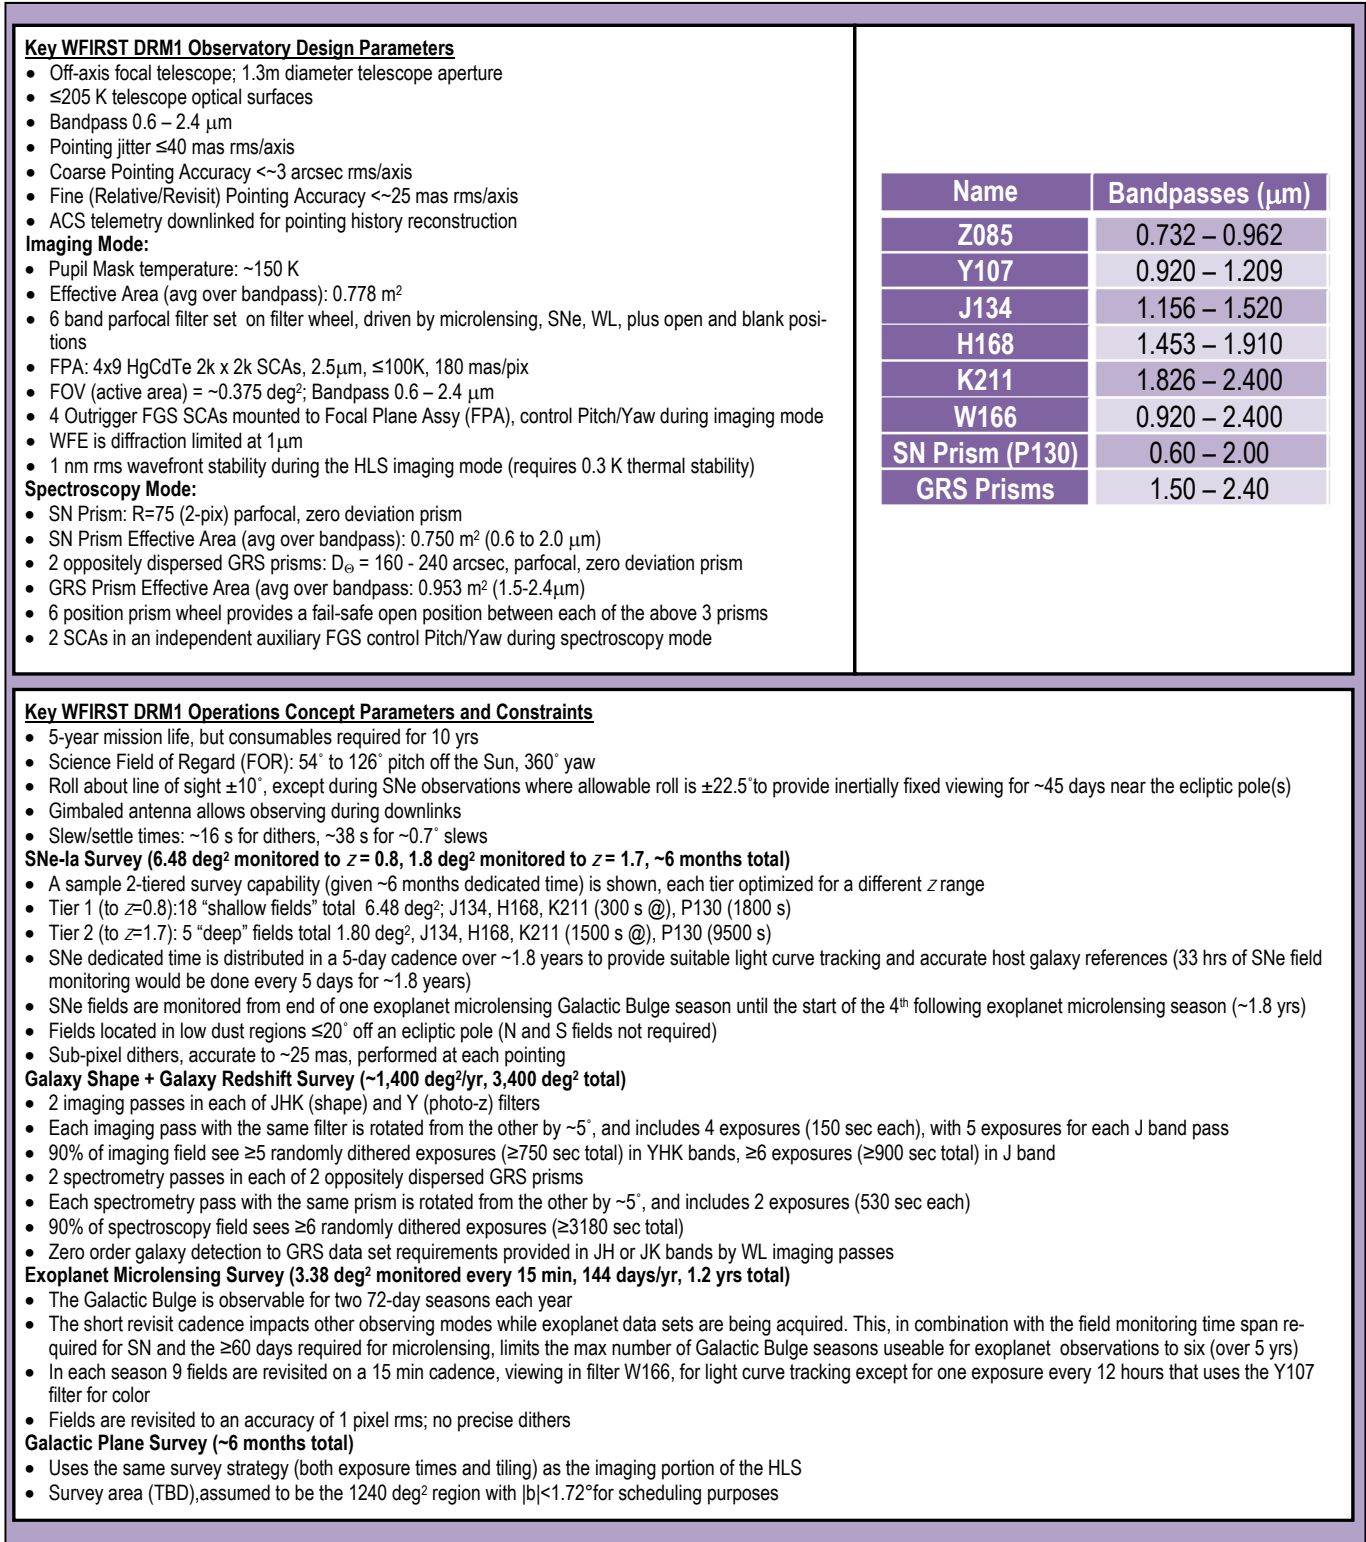 Key WFIRST DRM1 Observatory Design Parameters
• Off-axis focal telescope; 1.3m diameter telescope aperture
• ≤205 K telescope optical surfaces
• Bandpass 0.6 – 2.4 μm
• Pointing jitter ≤40 mas rms/axis
• Coarse Pointing Accuracy <~3 arcsec rms/axis
• Fine (Relative/Revisit) Pointing Accuracy <~25 mas rms/axis
• ACS telemetry downlinked for pointing history reconstruction
Imaging Mode:
• Pupil Mask temperature: ~150 K
• Effective Area (avg over bandpass): 0.778 m²
• 6 band parfocal filter set on filter wheel, driven by microlensing, SNe, WL, plus open and blank posi-
tions
• FPA: 4x9 HgCdTe 2k x 2k SCAs, 2.5μm, ≤100K, 180 mas/pix
• FOV (active area) = ~0.375 deg²; Bandpass 0.6 – 2.4 μm
• 4 Outrigger FGS SCAs mounted to Focal Plane Assy (FPA), control Pitch/Yaw during imaging mode
• WFE is diffraction limited at 1μm
• 1 nm rms wavefront stability during the HLS imaging mode (requires 0.3 K thermal stability)
Spectroscopy Mode:
• SN Prism: R=75 (2-pix) parfocal, zero deviation prism
• SN Prism Effective Area (avg over bandpass): 0.750 m² (0.6 to 2.0 μm)
• 2 oppositely dispersed GRS prisms: D_Θ = 160 - 240 arcsec, parfocal, zero deviation prism
• GRS Prism Effective Area (avg over bandpass: 0.953 m² (1.5-2.4μm)
• 6 position prism wheel provides a fail-safe open position between each of the above 3 prisms
• 2 SCAs in an independent auxiliary FGS control Pitch/Yaw during spectroscopy mode
Name Bandpasses (μm)
Z085 0.732 – 0.962
Y107 0.920 – 1.209
J134 1.156 – 1.520
H168 1.453 – 1.910
K211 1.826 – 2.400
W166 0.920 – 2.400
SN Prism (P130) 0.60 – 2.00
GRS Prisms 1.50 – 2.40
Key WFIRST DRM1 Operations Concept Parameters and Constraints
• 5-year mission life, but consumables required for 10 yrs
• Science Field of Regard (FOR): 54˚ to 126˚ pitch off the Sun, 360˚ yaw
• Roll about line of sight ±10˚, except during SNe observations where allowable roll is ±22.5˚to provide inertially fixed viewing for ~45 days near the ecliptic pole(s)
• Gimbaled antenna allows observing during downlinks
• Slew/settle times: ~16 s for dithers, ~38 s for ~0.7˚ slews
SNe-Ia Survey (6.48 deg² monitored to z = 0.8, 1.8 deg² monitored to z = 1.7, ~6 months total)
• A sample 2-tiered survey capability (given ~6 months dedicated time) is shown, each tier optimized for a different z range
• Tier 1 (to z=0.8):18 “shallow fields” total 6.48 deg²; J134, H168, K211 (300 s @), P130 (1800 s)
• Tier 2 (to z=1.7): 5 “deep” fields total 1.80 deg², J134, H168, K211 (1500 s @), P130 (9500 s)
• SNe dedicated time is distributed in a 5-day cadence over ~1.8 years to provide suitable light curve tracking and accurate host galaxy references (33 hrs of SNe field
monitoring would be done every 5 days for ~1.8 years)
• SNe fields are monitored from end of one exoplanet microlensing Galactic Bulge season until the start of the 4th following exoplanet microlensing season (~1.8 yrs)
• Fields located in low dust regions ≤20˚ off an ecliptic pole (N and S fields not required)
• Sub-pixel dithers, accurate to ~25 mas, performed at each pointing
Galaxy Shape + Galaxy Redshift Survey (~1,400 deg²/yr, 3,400 deg² total)
• 2 imaging passes in each of JHK (shape) and Y (photo-z) filters
• Each imaging pass with the same filter is rotated from the other by ~5˚, and includes 4 exposures (150 sec each), with 5 exposures for each J band pass
• 90% of imaging field see ≥5 randomly dithered exposures (≥750 sec total) in YHK bands, ≥6 exposures (≥900 sec total) in J band
• 2 spectrometry passes in each of 2 oppositely dispersed GRS prisms
• Each spectrometry pass with the same prism is rotated from the other by ~5˚, and includes 2 exposures (530 sec each)
• 90% of spectroscopy field sees ≥6 randomly dithered exposures (≥3180 sec total)
• Zero order galaxy detection to GRS data set requirements provided in JH or JK bands by WL imaging passes
Exoplanet Microlensing Survey (3.38 deg² monitored every 15 min, 144 days/yr, 1.2 yrs total)
• The Galactic Bulge is observable for two 72-day seasons each year
• The short revisit cadence impacts other observing modes while exoplanet data sets are being acquired. This, in combination with the field monitoring time span re-
quired for SN and the ≥60 days required for microlensing, limits the max number of Galactic Bulge seasons useable for exoplanet observations to six (over 5 yrs)
• In each season 9 fields are revisited on a 15 min cadence, viewing in filter W166, for light curve tracking except for one exposure every 12 hours that uses the Y107
filter for color
• Fields are revisited to an accuracy of 1 pixel rms; no precise dithers
Galactic Plane Survey (~6 months total)
• Uses the same survey strategy (both exposure times and tiling) as the imaging portion of the HLS
• Survey area (TBD),assumed to be the 1240 deg² region with |b|<1.72°for scheduling purposes